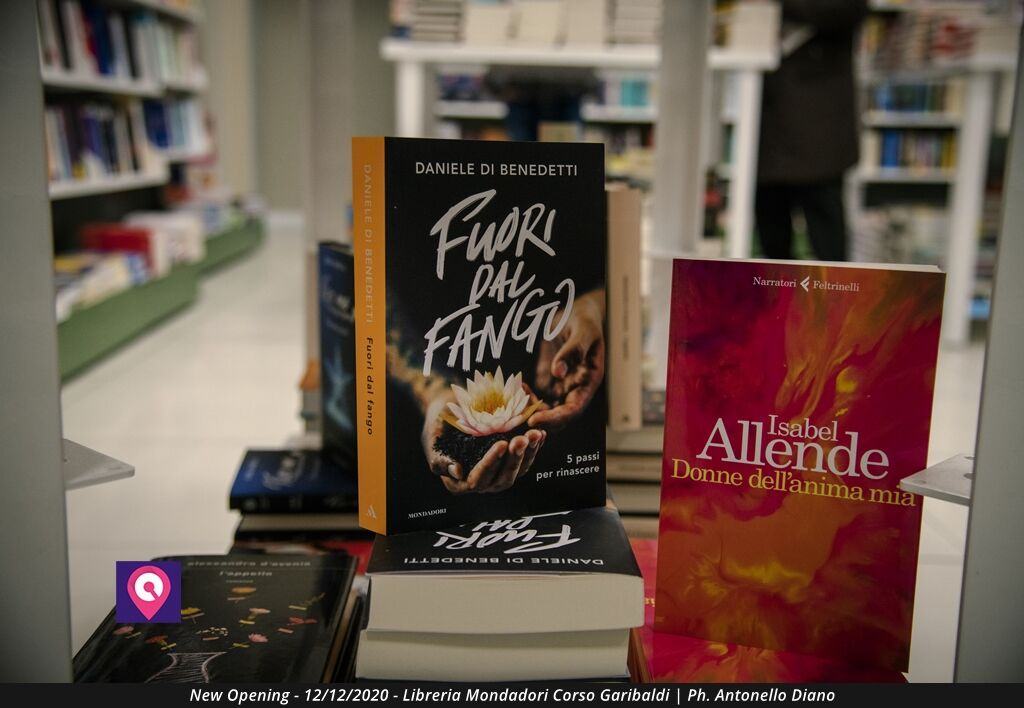 DANIELE DI BENEDETTI
FUORI
DAL
FANGO
5 passi
per rinascere
MONDADORI
DANIELE DI BENEDETTI Fuori dal fango
Narratori Feltrinelli
Isabel
Allende
Donne dell'anima mia
FUORI
DAL
DANIELE DI BENEDETTI
alessandro d'avenia
l'appello
romanzo
New Opening - 12/12/2020 - Libreria Mondadori Corso Garibaldi | Ph. Antonello Diano